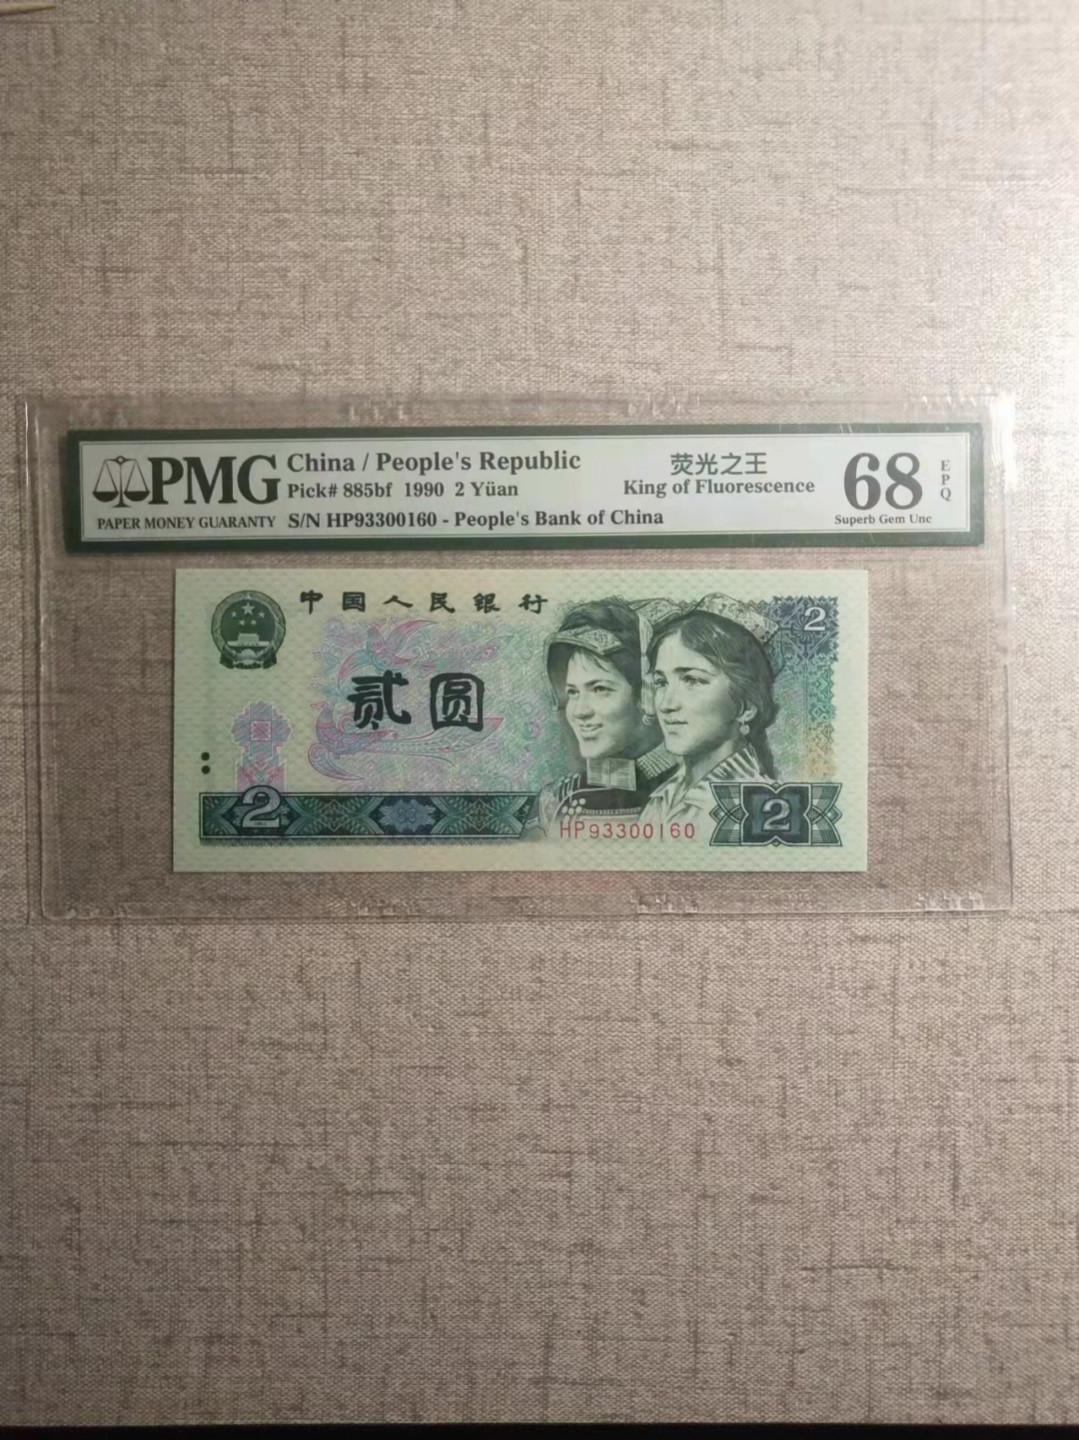 PMG
PAPER MONEY GUARANTY
China / People's Republic
Pick# 885bf 1990 2 Yüan
S/N HP93300160 - People's Bank of China
荧光之王
King of Fluorescence
68
EPQ
Superb Gem Unc
中国人民银行
2
贰圆
2
HP93300160
2